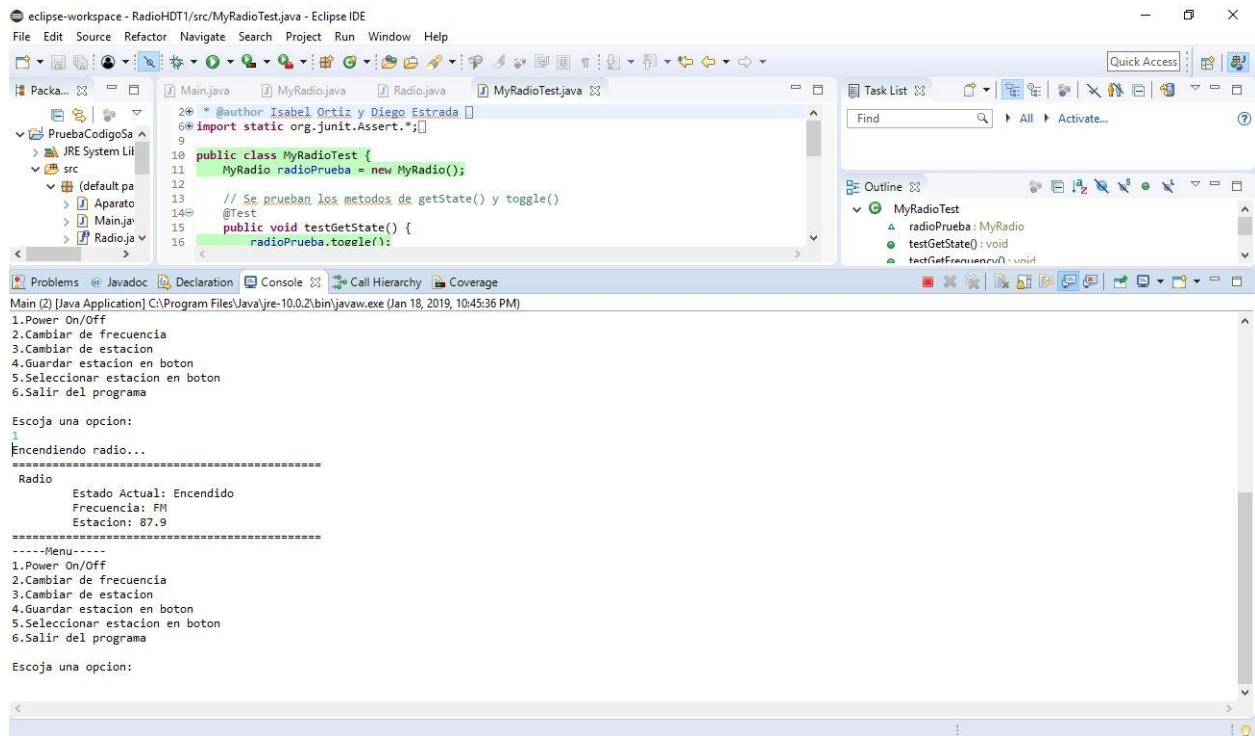 eclipse-workspace - RadioHDT1/src/MyRadioTest.java - Eclipse IDE
File Edit Source Refactor Navigate Search Project Run Window Help
Quick Access
Packa...
Main.java MyRadio.java Radio.java MyRadioTest.java
Task List
PruebaCodigoSa
JRE System Lib
src
(default pa
Aparato
Main.jav
Radio.ja
2 * @author Isabel Ortiz y Diego Estrada
6 import static org.junit.Assert.*;
9
10 public class MyRadioTest {
11 MyRadio radioPrueba = new MyRadio();
12
13 // Se prueban los metodos de getState() y toggle()
14 @Test
15 public void testGetState() {
16 radioPrueba.toggle();
Find All Activate...
Outline
MyRadioTest
radioPrueba : MyRadio
testGetState() : void
testGetFrequency() : void
Problems @ Javadoc Declaration Console Call Hierarchy Coverage
Main (2) [Java Application] C:\Program Files\Java\jre-10.0.2\bin\javaw.exe (Jan 18, 2019, 10:45:36 PM)
1.Power On/Off
2.Cambiar de frecuencia
3.Cambiar de estacion
4.Guardar estacion en boton
5.Seleccionar estacion en boton
6.Salir del programa
Escoja una opcion:
1
Encendiendo radio...
==============================================
Radio
Estado Actual: Encendido
Frecuencia: FM
Estacion: 87.9
==============================================
-----Menu-----
1.Power On/Off
2.Cambiar de frecuencia
3.Cambiar de estacion
4.Guardar estacion en boton
5.Seleccionar estacion en boton
6.Salir del programa
Escoja una opcion: